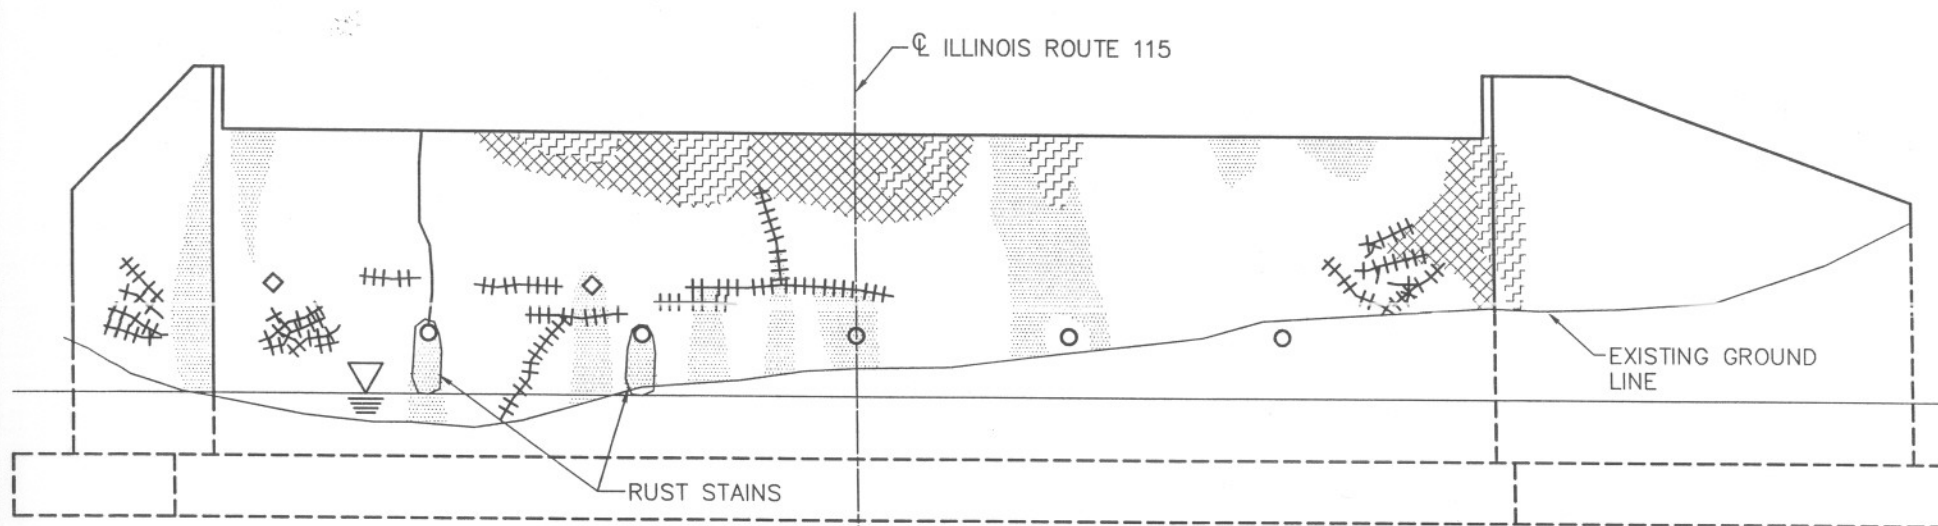 ℄ ILLINOIS ROUTE 115
EXISTING GROUND
LINE
RUST STAINS